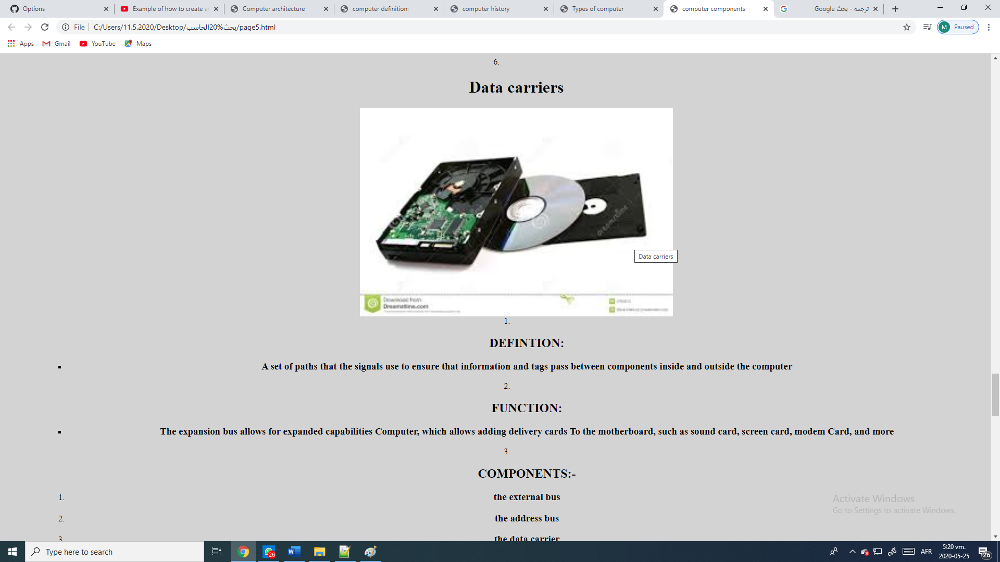 Options
Example of how to create a
Computer architecture
computer definition:
computer history
Types of computer
computer components
ترجمه - بحث Google
File
C:/Users/11.5.2020/Desktop/بحث%20الحاسب/page5.html
M Paused
Apps
Gmail
YouTube
Maps
6.
Data carriers
dreamstime
Data carriers
Download from
Dreamstime.com
1.
DEFINTION:
A set of paths that the signals use to ensure that information and tags pass between components inside and outside the computer
2.
FUNCTION:
The expansion bus allows for expanded capabilities Computer, which allows adding delivery cards To the motherboard, such as sound card, screen card, modem Card, and more
3.
COMPONENTS:-
1. the external bus
2. the address bus
3. the data carrier
Activate Windows
Go to Settings to activate Windows.
Type here to search
26
W
AFR
5:20 vm.
2020-05-25
26